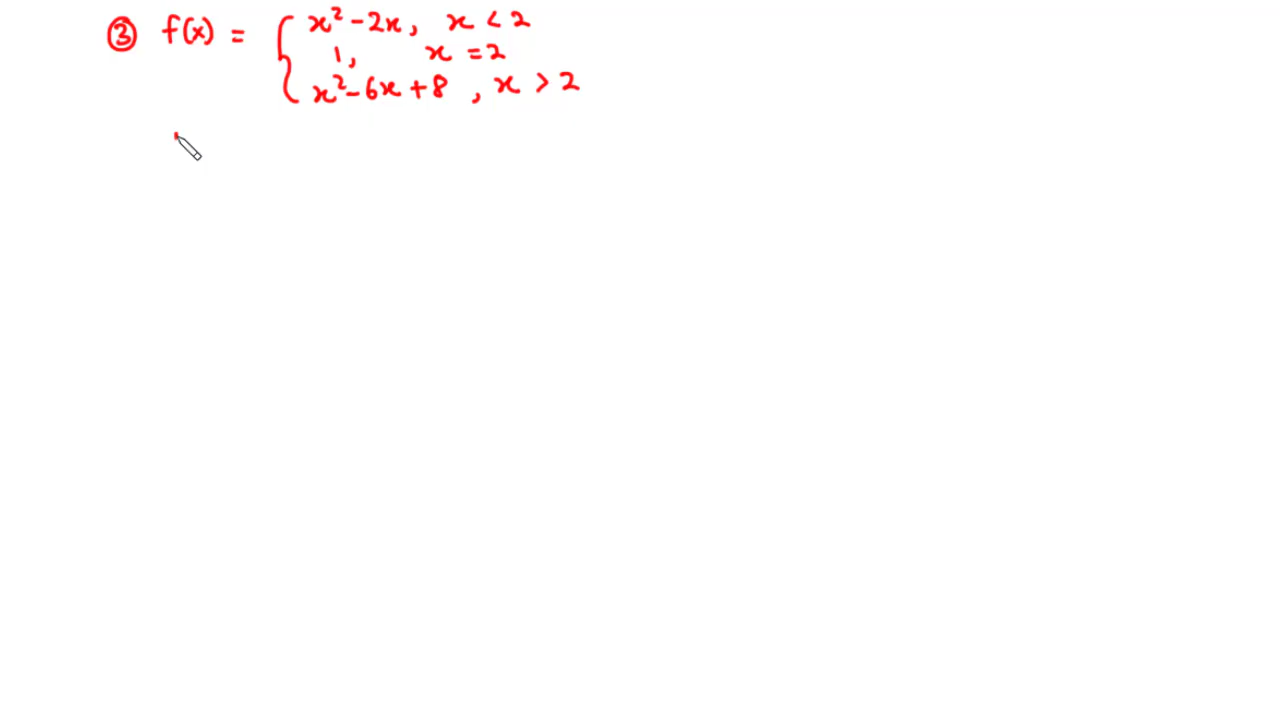 ③ f(x) = { x² - 2x, x < 2
1, x = 2
x² - 6x + 8, x > 2